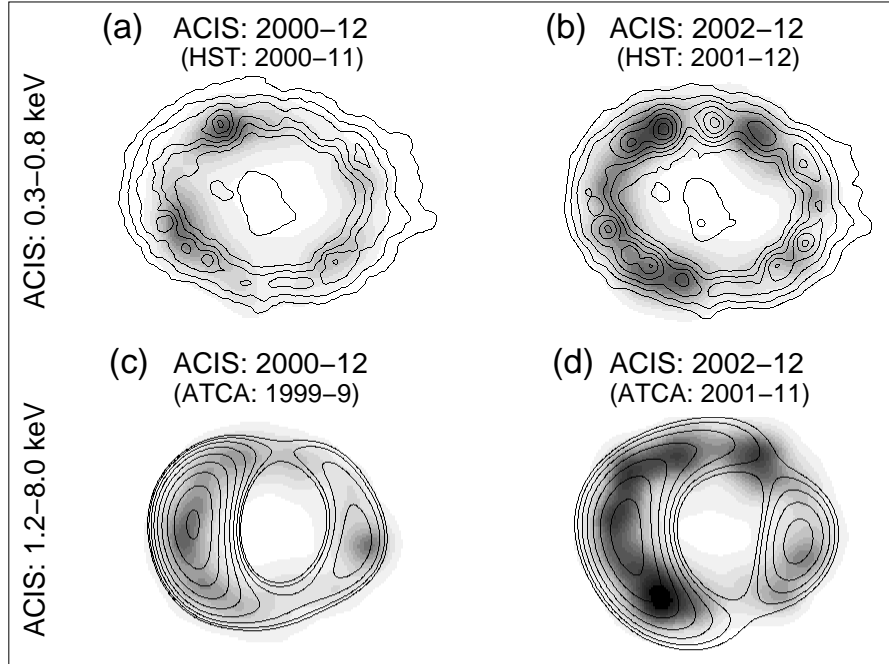 (a) ACIS: 2000−12
(HST: 2000−11)
(b) ACIS: 2002−12
(HST: 2001−12)
ACIS: 0.3−0.8 keV
(c) ACIS: 2000−12
(ATCA: 1999−9)
(d) ACIS: 2002−12
(ATCA: 2001−11)
ACIS: 1.2−8.0 keV